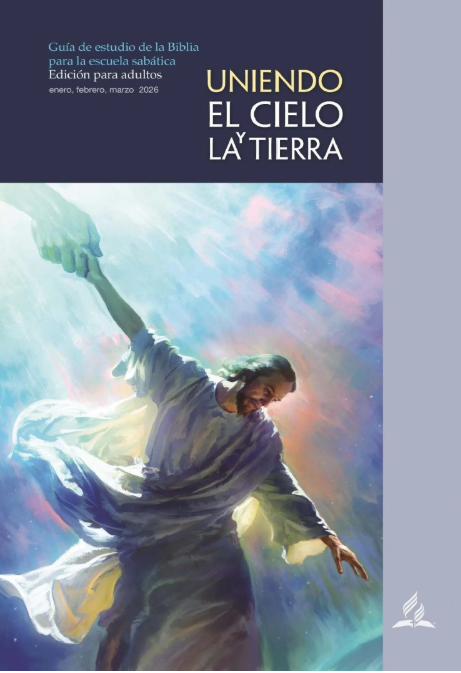 Guía de estudio de la Biblia
para la escuela sabática
Edición para adultos
enero, febrero, marzo 2026
UNIENDO
EL CIELO
Y
LA TIERRA